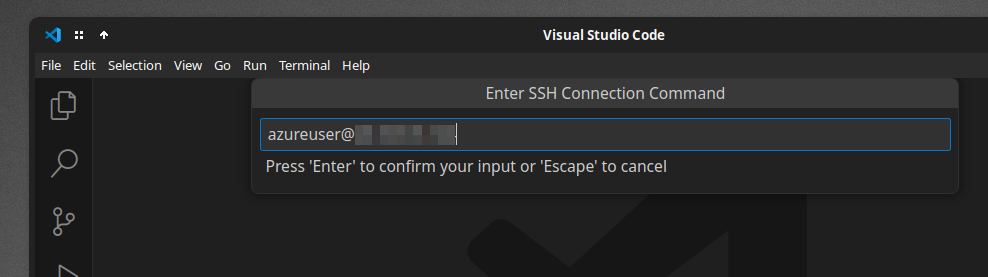 Visual Studio Code
File Edit Selection View Go Run Terminal Help
Enter SSH Connection Command
azureuser@
Press 'Enter' to confirm your input or 'Escape' to cancel